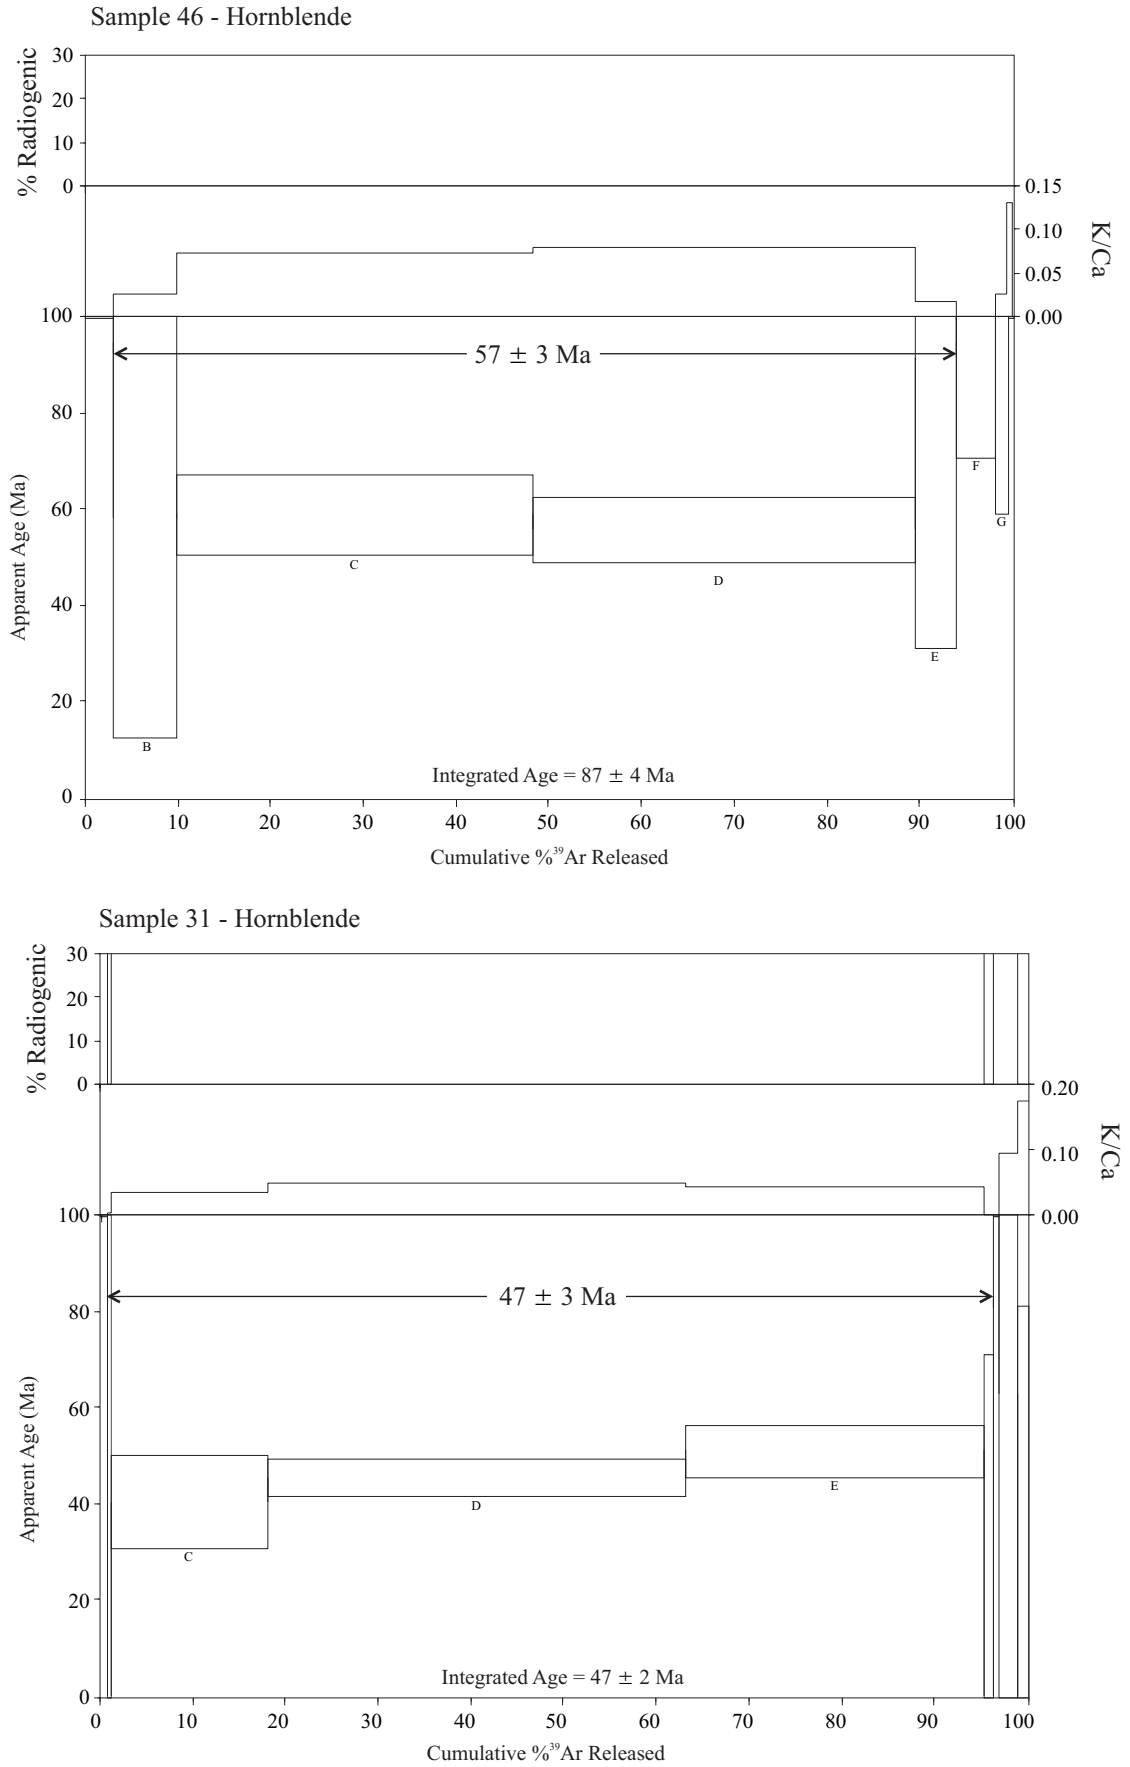 Sample 46 - Hornblende
% Radiogenic
30
20
10
0
0.15
0.10
0.05
0.00
K/Ca
100
80
60
40
20
0
Apparent Age (Ma)
57 ± 3 Ma
F
G
C
D
E
B
Integrated Age = 87 ± 4 Ma
0 10 20 30 40 50 60 70 80 90 100
Cumulative %³⁹Ar Released
Sample 31 - Hornblende
% Radiogenic
30
20
10
0
0.20
0.10
0.00
K/Ca
100
80
60
40
20
0
Apparent Age (Ma)
47 ± 3 Ma
E
D
C
Integrated Age = 47 ± 2 Ma
0 10 20 30 40 50 60 70 80 90 100
Cumulative %³⁹Ar Released